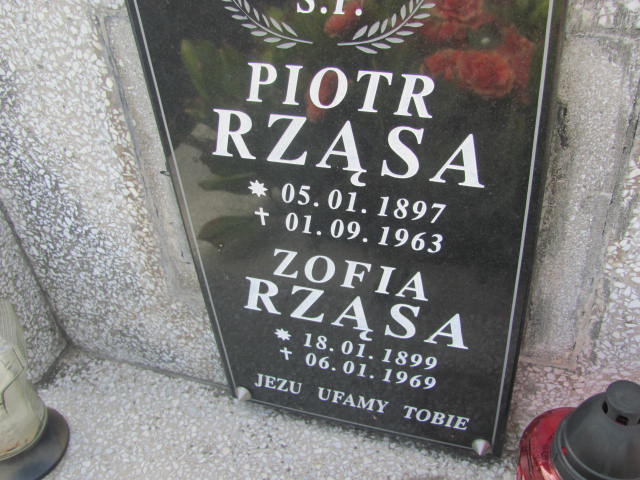 Ś.P.
PIOTR
RZĄSA
05.01.1897
01.09.1963
ZOFIA
RZĄSA
18.01.1899
06.01.1969
JEZU UFAMY TOBIE